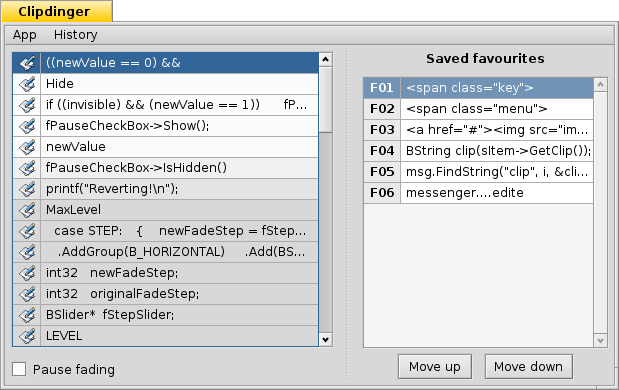 Clipdinger
App History
((newValue == 0) &&
Hide
if ((invisible) && (newValue == 1)) fP...
fPauseCheckBox->Show();
newValue
fPauseCheckBox->IsHidden()
printf("Reverting!\n");
MaxLevel
case STEP: { newFadeStep = fStep...
.AddGroup(B_HORIZONTAL) .Add(BS...
int32 newFadeStep;
int32 originalFadeStep;
BSlider* fStepSlider;
LEVEL
Pause fading
Saved favourites
F01 <span class="key">
F02 <span class="menu">
F03 <a href="#"><img src="im...
F04 BString clip(sItem->GetClip());
F05 msg.FindString("clip", i, &cli...
F06 messenger....edite
Move up Move down